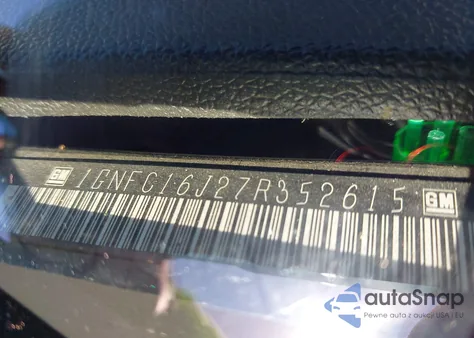 GM 1GNFC16J27R352615 GM
autoSnap
Pewne auta z aukcji USA i EU